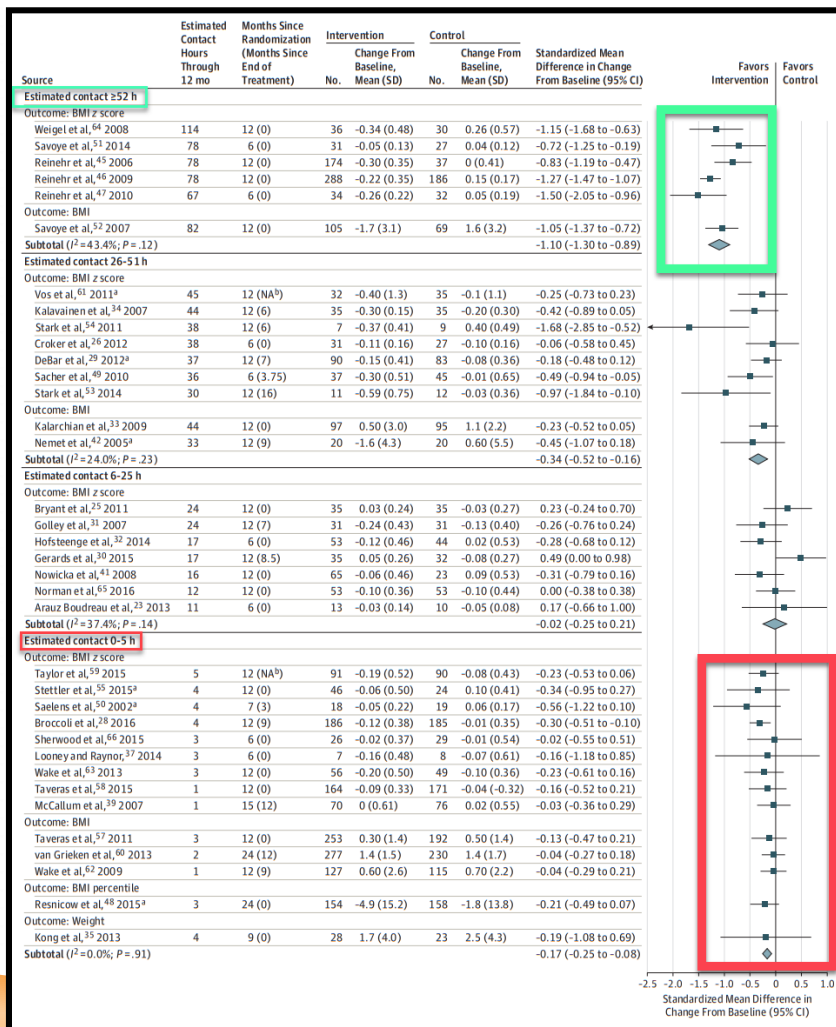 Source Estimated Contact Hours Through 12 mo Months Since Randomization (Months Since End of Treatment) Intervention No. Change From Baseline, Mean (SD) Control No. Change From Baseline, Mean (SD) Standardized Mean Difference in Change From Baseline (95% CI) Favors Intervention Favors Control
Estimated contact ≥52 h
Outcome: BMI z score
Weigel et al,64 2008 114 12 (0) 36 -0.34 (0.48) 30 0.26 (0.57) -1.15 (-1.68 to -0.63)
Savoye et al,51 2014 78 6 (0) 31 -0.05 (0.13) 27 0.04 (0.12) -0.72 (-1.25 to -0.19)
Reinehr et al,45 2006 78 12 (0) 174 -0.30 (0.35) 37 0 (0.41) -0.83 (-1.19 to -0.47)
Reinehr et al,46 2009 78 12 (0) 288 -0.22 (0.35) 186 0.15 (0.17) -1.27 (-1.47 to -1.07)
Reinehr et al,47 2010 67 6 (0) 34 -0.26 (0.22) 32 0.05 (0.19) -1.50 (-2.05 to -0.96)
Outcome: BMI
Savoye et al,52 2007 82 12 (0) 105 -1.7 (3.1) 69 1.6 (3.2) -1.05 (-1.37 to -0.72)
Subtotal (I2=43.4%; P = .12) -1.10 (-1.30 to -0.89)
Estimated contact 26-51 h
Outcome: BMI z score
Vos et al,61 2011a 45 12 (NAb) 32 -0.40 (1.3) 35 -0.1 (1.1) -0.25 (-0.73 to 0.23)
Kalavainen et al,34 2007 44 12 (6) 35 -0.30 (0.15) 35 -0.20 (0.30) -0.42 (-0.89 to 0.05)
Stark et al,54 2011 38 12 (6) 7 -0.37 (0.41) 9 0.40 (0.49) -1.68 (-2.85 to -0.52)
Croker et al,26 2012 38 6 (0) 31 -0.11 (0.16) 27 -0.10 (0.16) -0.06 (-0.58 to 0.45)
DeBar et al,29 2012a 37 12 (7) 90 -0.15 (0.41) 83 -0.08 (0.36) -0.18 (-0.48 to 0.12)
Sacher et al,49 2010 36 6 (3.75) 37 -0.30 (0.51) 45 -0.01 (0.65) -0.49 (-0.94 to -0.05)
Stark et al,53 2014 30 12 (16) 11 -0.59 (0.75) 12 -0.03 (0.36) -0.97 (-1.84 to -0.10)
Outcome: BMI
Kalarchian et al,33 2009 44 12 (0) 97 0.50 (3.0) 95 1.1 (2.2) -0.23 (-0.52 to 0.05)
Nemet et al,42 2005a 33 12 (9) 20 -1.6 (4.3) 20 0.60 (5.5) -0.45 (-1.07 to 0.18)
Subtotal (I2=24.0%; P = .23) -0.34 (-0.52 to -0.16)
Estimated contact 6-25 h
Outcome: BMI z score
Bryant et al,25 2011 24 12 (0) 35 0.03 (0.24) 35 -0.03 (0.27) 0.23 (-0.24 to 0.70)
Golley et al,31 2007 24 12 (7) 31 -0.24 (0.43) 31 -0.13 (0.40) -0.26 (-0.76 to 0.24)
Hofsteenge et al,32 2014 17 6 (0) 53 -0.12 (0.46) 44 0.02 (0.53) -0.28 (-0.68 to 0.12)
Gerards et al,30 2015 17 12 (8.5) 35 0.05 (0.26) 32 -0.08 (0.27) 0.49 (0.00 to 0.98)
Nowicka et al,41 2008 16 12 (0) 65 -0.06 (0.46) 23 0.09 (0.53) -0.31 (-0.79 to 0.16)
Norman et al,65 2016 12 12 (0) 53 -0.10 (0.36) 53 -0.10 (0.44) 0.00 (-0.38 to 0.38)
Arauz Boudreau et al,23 2013 11 6 (0) 13 -0.03 (0.14) 10 -0.05 (0.08) 0.17 (-0.66 to 1.00)
Subtotal (I2=37.4%; P = .14) -0.02 (-0.25 to 0.21)
Estimated contact 0-5 h
Outcome: BMI z score
Taylor et al,59 2015 5 12 (NAb) 91 -0.19 (0.52) 90 -0.08 (0.43) -0.23 (-0.53 to 0.06)
Stettler et al,55 2015a 4 12 (0) 46 -0.06 (0.50) 24 0.10 (0.41) -0.34 (-0.95 to 0.27)
Saelens et al,50 2002a 4 7 (3) 18 -0.05 (0.22) 19 0.06 (0.17) -0.56 (-1.22 to 0.10)
Broccoli et al,28 2016 4 12 (9) 186 -0.12 (0.38) 185 -0.01 (0.35) -0.30 (-0.51 to -0.10)
Sherwood et al,66 2015 3 6 (0) 26 -0.02 (0.37) 29 -0.01 (0.54) -0.02 (-0.55 to 0.51)
Looney and Raynor,37 2014 3 6 (0) 7 -0.16 (0.48) 8 -0.07 (0.61) -0.16 (-1.18 to 0.85)
Wake et al,63 2013 3 12 (0) 56 -0.20 (0.50) 49 -0.10 (0.36) -0.23 (-0.61 to 0.16)
Taveras et al,58 2015 1 12 (0) 164 -0.09 (0.33) 171 -0.04 (-0.32) -0.16 (-0.52 to 0.21)
McCallum et al,39 2007 1 15 (12) 70 0 (0.61) 76 0.02 (0.55) -0.03 (-0.36 to 0.29)
Outcome: BMI
Taveras et al,57 2011 3 12 (0) 253 0.30 (1.4) 192 0.50 (1.4) -0.13 (-0.47 to 0.21)
van Grieken et al,60 2013 2 24 (12) 277 1.4 (1.5) 230 1.4 (1.7) -0.04 (-0.27 to 0.18)
Wake et al,62 2009 1 12 (9) 127 0.60 (2.6) 115 0.70 (2.2) -0.04 (-0.29 to 0.21)
Outcome: BMI percentile
Resnicow et al,48 2015a 3 24 (0) 154 -4.9 (15.2) 158 -1.8 (13.8) -0.21 (-0.49 to 0.07)
Outcome: Weight
Kong et al,35 2013 4 9 (0) 28 1.7 (4.0) 23 2.5 (4.3) -0.19 (-1.08 to 0.69)
Subtotal (I2=0.0%; P = .91) -0.17 (-0.25 to -0.08)
-2.5 -2.0 -1.5 -1.0 -0.5 0 0.5 1.0
Standardized Mean Difference in
Change From Baseline (95% CI)